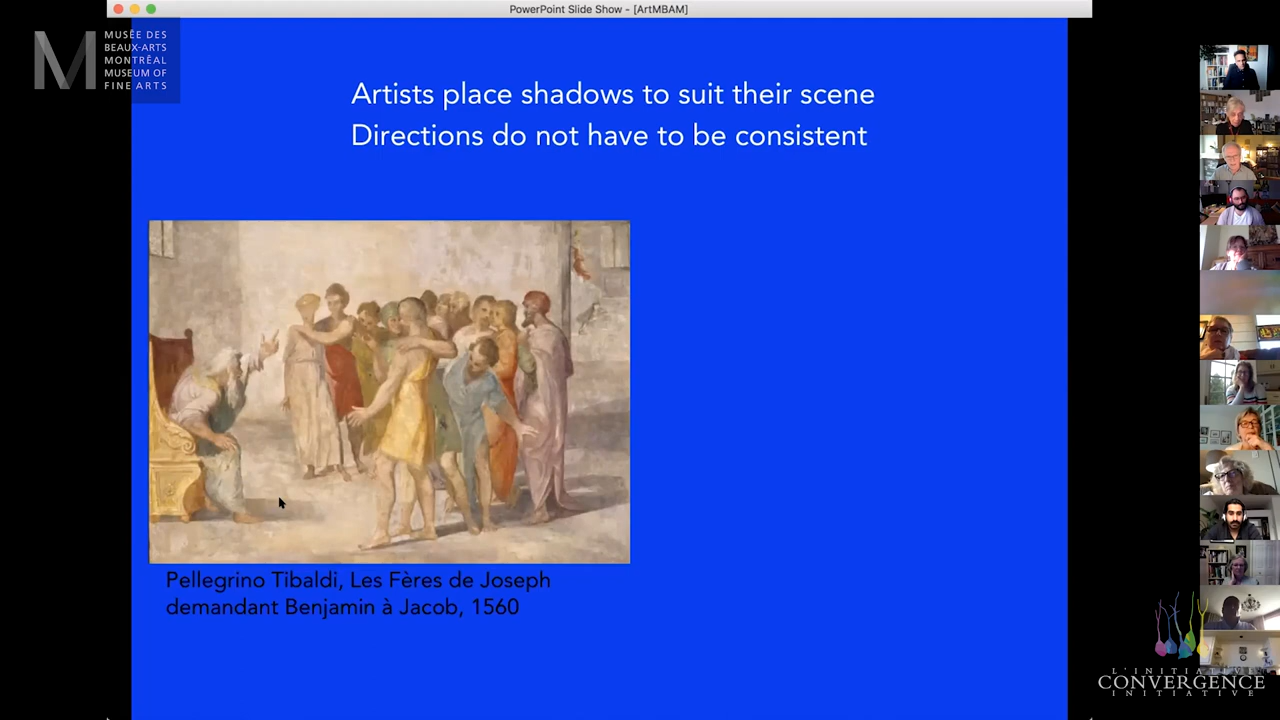 PowerPoint Slide Show - [ArtMBAM]
MUSÉE DES
BEAUX-ARTS
MONTRÉAL
MUSEUM OF
FINE ARTS
Artists place shadows to suit their scene
Directions do not have to be consistent
Pellegrino Tibaldi, Les Fères de Joseph
demandant Benjamin à Jacob, 1560
L'INITIATIVE
CONVERGENCE
INITIATIVE